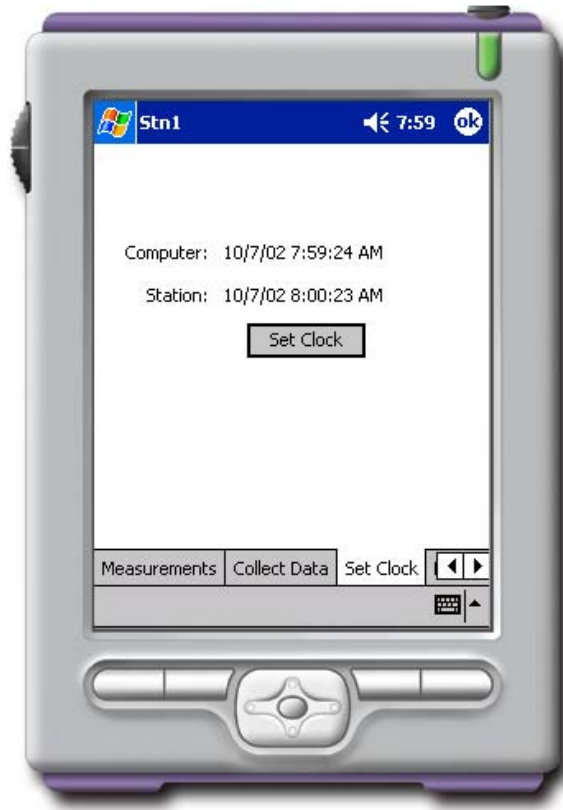 Stn1 7:59 ok
Computer: 10/7/02 7:59:24 AM
Station: 10/7/02 8:00:23 AM
Set Clock
Measurements Collect Data Set Clock